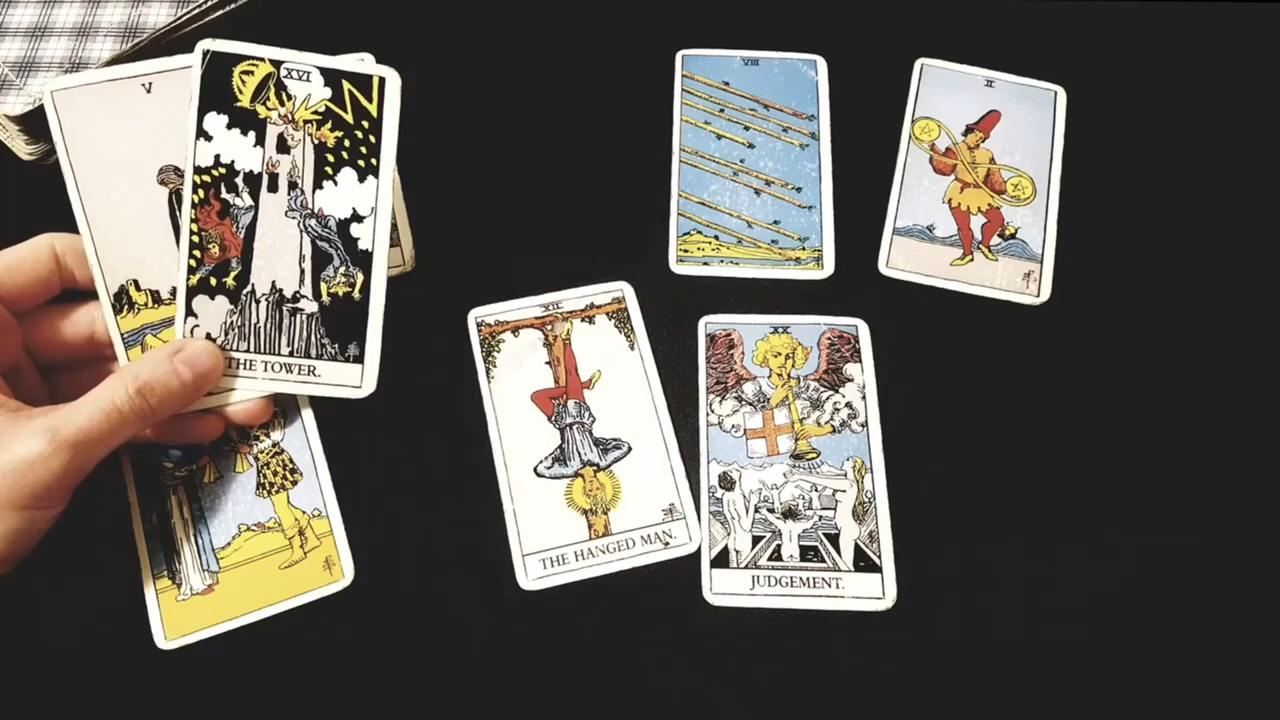 V
XVI
THE TOWER.
VIII
II
XII
THE HANGED MAN.
XX
JUDGEMENT.